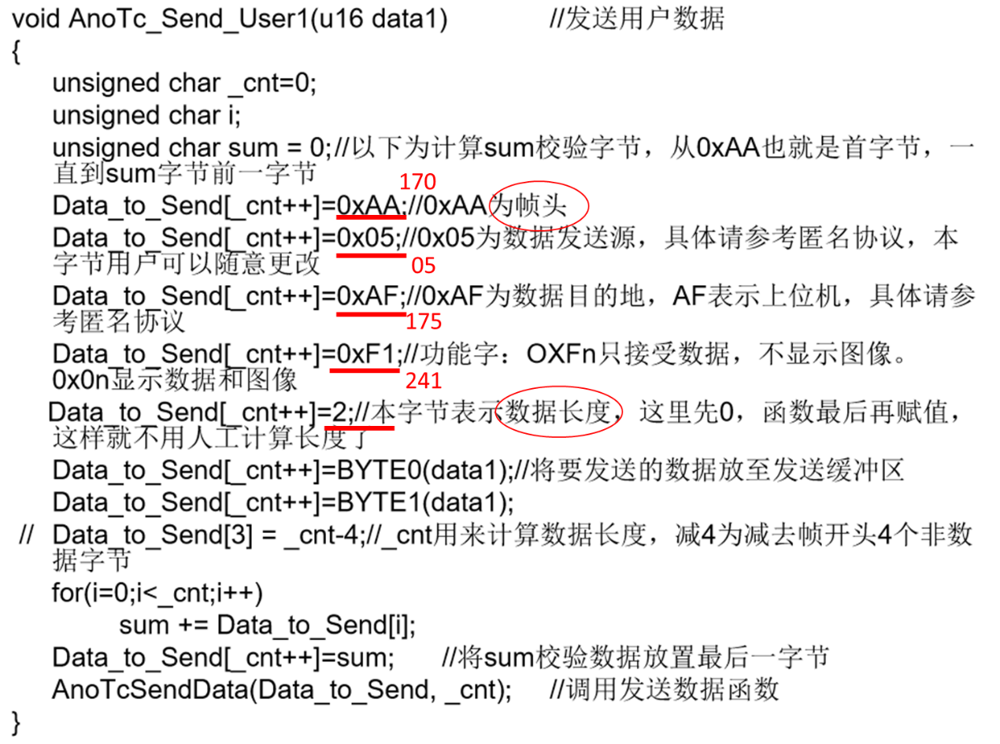 void AnoTc_Send_User1(u16 data1) //发送用户数据
{
unsigned char _cnt=0;
unsigned char i;
unsigned char sum = 0;//以下为计算sum校验字节，从0xAA也就是首字节，一
直到sum字节前一字节
170
Data_to_Send[_cnt++]=0xAA;//0xAA为帧头
Data_to_Send[_cnt++]=0x05;//0x05为数据发送源，具体请参考匿名协议，本
字节用户可以随意更改
05
Data_to_Send[_cnt++]=0xAF;//0xAF为数据目的地，AF表示上位机，具体请参
考匿名协议
175
Data_to_Send[_cnt++]=0xF1;//功能字：OXFn只接受数据，不显示图像。
0x0n显示数据和图像
241
Data_to_Send[_cnt++]=2;//本字节表示数据长度，这里先0，函数最后再赋值，
这样就不用人工计算长度了
Data_to_Send[_cnt++]=BYTE0(data1);//将要发送的数据放至发送缓冲区
Data_to_Send[_cnt++]=BYTE1(data1);
// Data_to_Send[3] = _cnt-4;//_cnt用来计算数据长度，减4为减去帧开头4个非数
据字节
for(i=0;i<_cnt;i++)
sum += Data_to_Send[i];
Data_to_Send[_cnt++]=sum; //将sum校验数据放置最后一字节
AnoTcSendData(Data_to_Send, _cnt); //调用发送数据函数
}